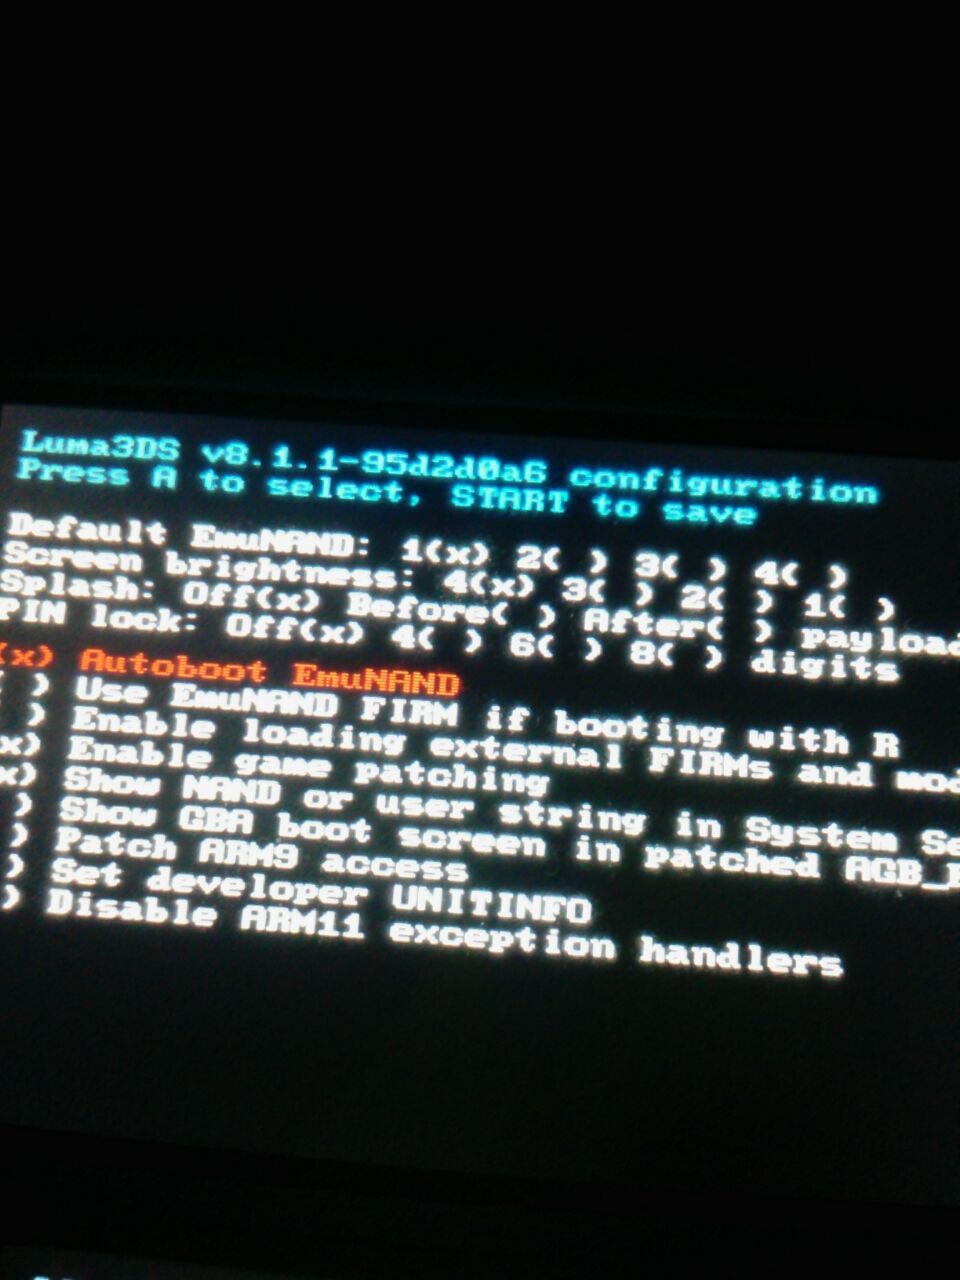 Luma3DS v8.1.1-95d2d0a6 configuration
Press A to select, START to save
Default EmuNAND: 1(x) 2( ) 3( ) 4( )
Screen brightness: 4(x) 3( ) 2( ) 1( )
Splash: Off(x) Before( ) After( ) payload
PIN lock: Off(x) 4( ) 6( ) 8( ) digits
(x) Autoboot EmuNAND
( ) Use EmuNAND FIRM if booting with R
) Enable loading external FIRMs and mod
x) Enable game patching
x) Show NAND or user string in System Se
) Show GBA boot screen in patched AGB_F
) Patch ARM9 access
) Set developer UNITINFO
) Disable ARM11 exception handlers